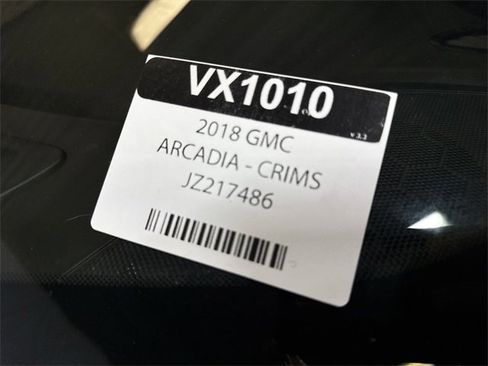 VX1010
v 3.3
2018 GMC
ARCADIA - CRIMS
JZ217486